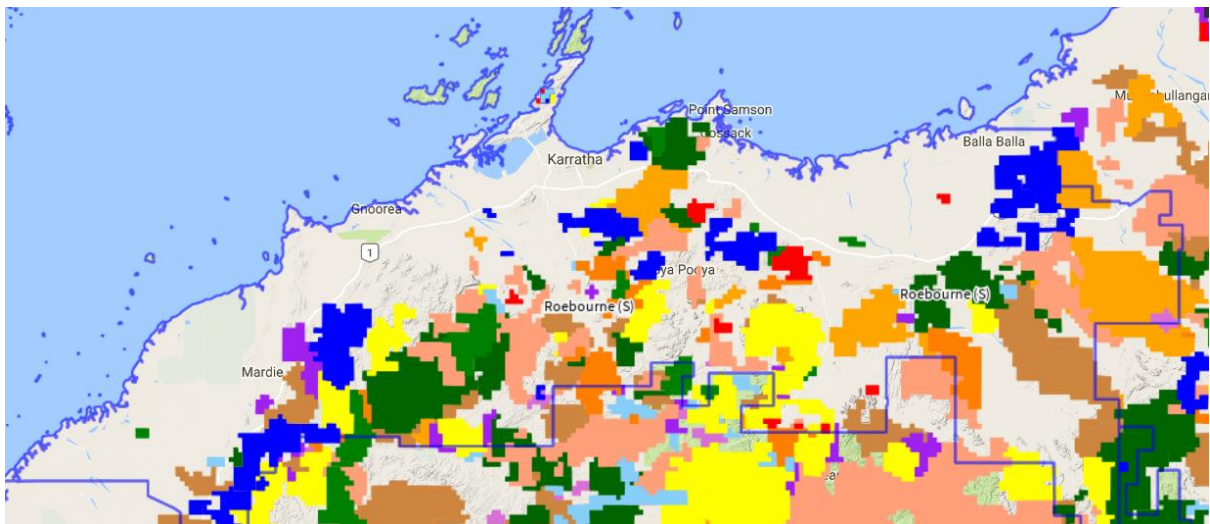 Point Samson
Cossack
Karratha
Balla Balla
Gnoorea
1
Roebourne (S)
Roebourne (S)
Mardie